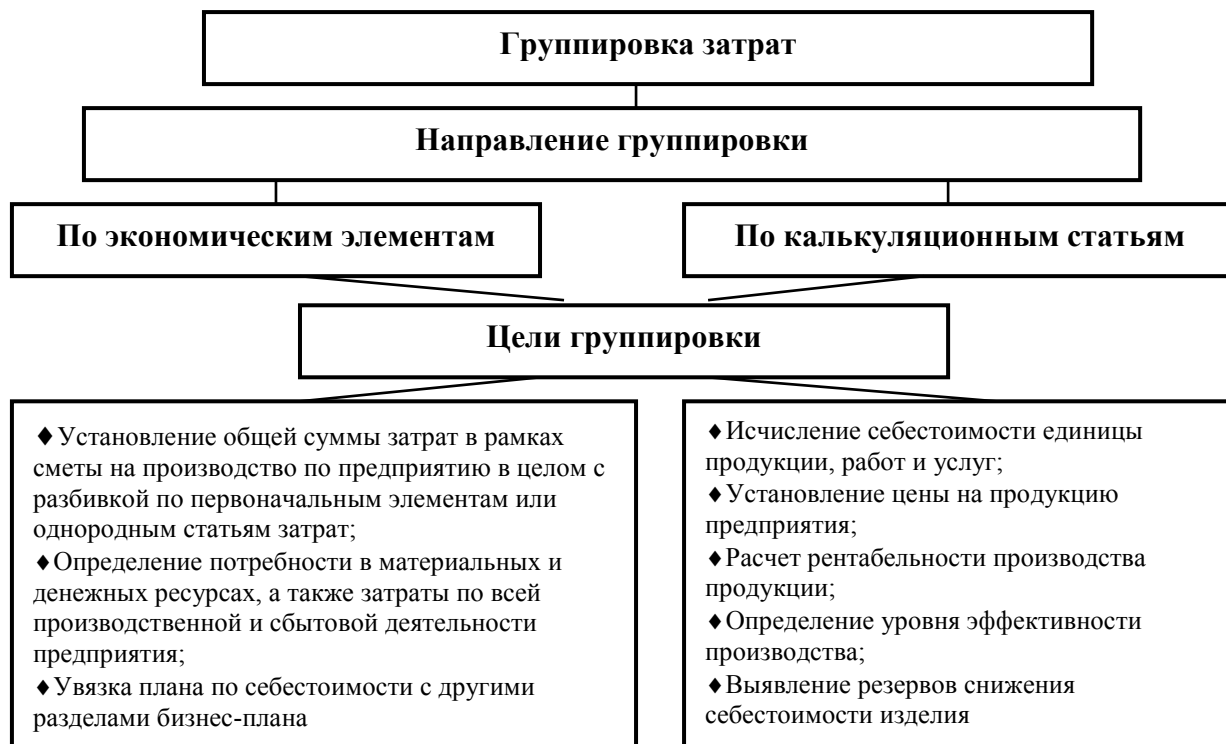 Группировка затрат
Направление группировки
По экономическим элементам
По калькуляционным статьям
Цели группировки
♦Установление общей суммы затрат в рамках
сметы на производство по предприятию в целом с
разбивкой по первоначальным элементам или
однородным статьям затрат;
♦Определение потребности в материальных и
денежных ресурсах, а также затраты по всей
производственной и сбытовой деятельности
предприятия;
♦Увязка плана по себестоимости с другими
разделами бизнес-плана
♦Исчисление себестоимости единицы
продукции, работ и услуг;
♦Установление цены на продукцию
предприятия;
♦Расчет рентабельности производства
продукции;
♦Определение уровня эффективности
производства;
♦Выявление резервов снижения
себестоимости изделия